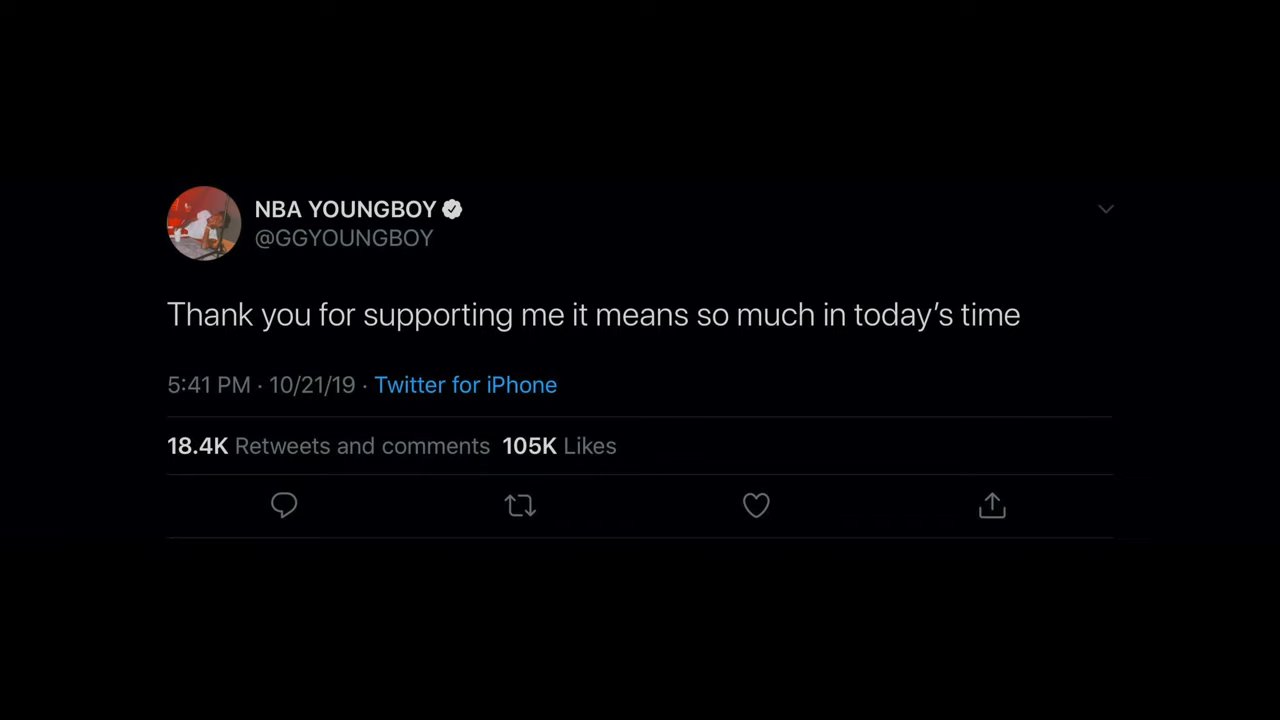 NBA YOUNGBOY
@GGYOUNGBOY
Thank you for supporting me it means so much in today’s time
5:41 PM · 10/21/19 · Twitter for iPhone
18.4K Retweets and comments 105K Likes